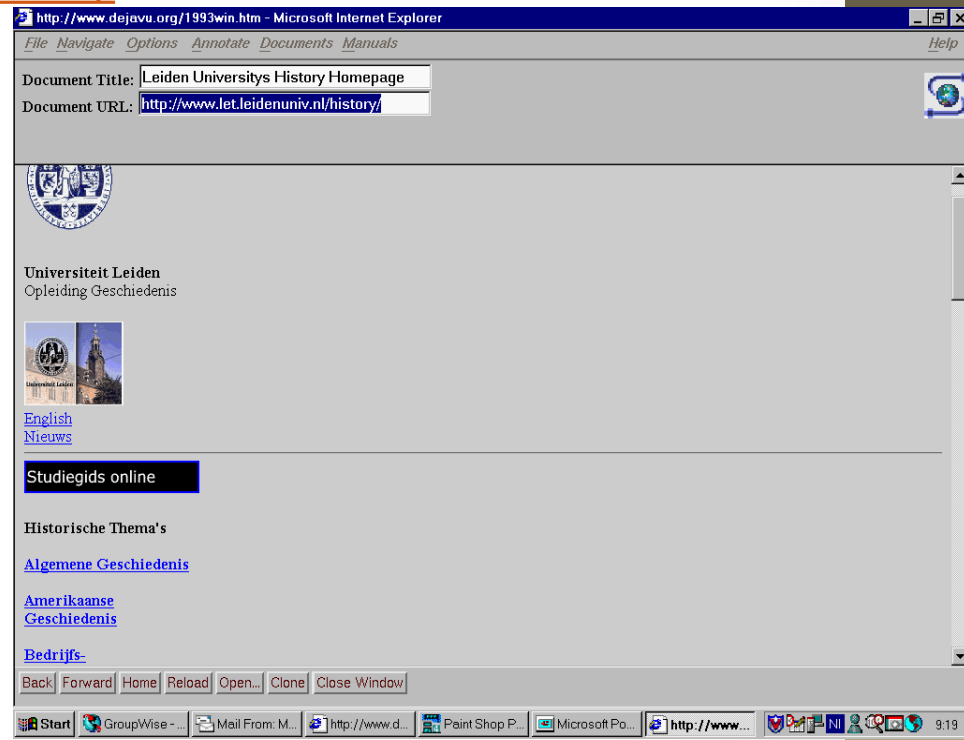 http://www.dejavu.org/1993win.htm - Microsoft Internet Explorer
File Navigate Options Annotate Documents Manuals Help
Document Title: Leiden Universitys History Homepage
Document URL: http://www.let.leidenuniv.nl/history/
Universiteit Leiden
Opleiding Geschiedenis
Universiteit Leiden
English
Nieuws
Studiegids online
Historische Thema's
Algemene Geschiedenis
Amerikaanse
Geschiedenis
Bedrijfs-
Back Forward Home Reload Open... Clone Close Window
Start GroupWise - ... Mail From: M... http://www.d... Paint Shop P... Microsoft Po... http://www... NI 9:19